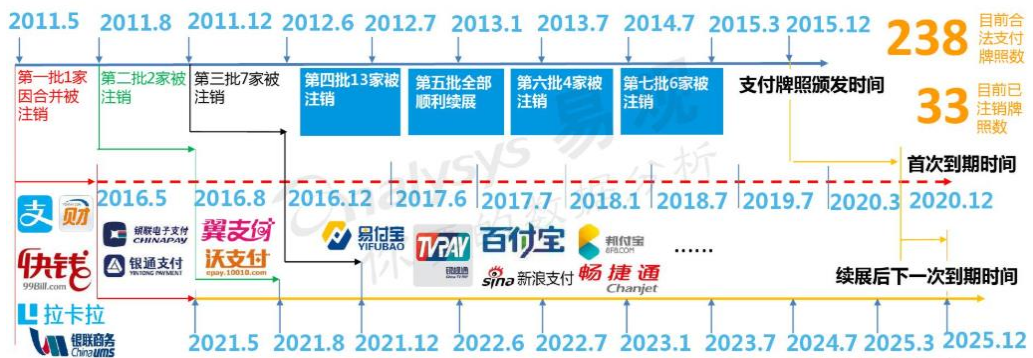 2011.5 2011.8 2011.12 2012.6 2012.7 2013.1 2013.7 2014.7 2015.3 2015.12
238 目前合法支付牌照数
第一批1家因合并被注销
第二批2家被注销
第三批7家被注销
第四批13家被注销
第五批全部顺利续展
第六批4家被注销
第七批6家被注销
支付牌照颁发时间
33 目前已注销牌照数
analysys 易观
首次到期时间
2016.5 2016.8 2016.12 2017.6 2017.7 2018.1 2018.7 2019.7 2020.3 2020.12
支 财
银联电子支付
CHINAPAY
翼支付
易付宝
YIFUBAO
TVPAY
百付宝
邦付宝
8FB.COM
……
快钱
99Bill.com
银通支付
YINTONG PAYMENT
沃支付
epay.10010.com
sina 新浪支付
畅捷通
Chanjet
续展后下一次到期时间
拉卡拉
银联商务
Chinaums
2021.5 2021.8 2021.12 2022.6 2022.7 2023.1 2023.7 2024.7 2025.3 2025.12